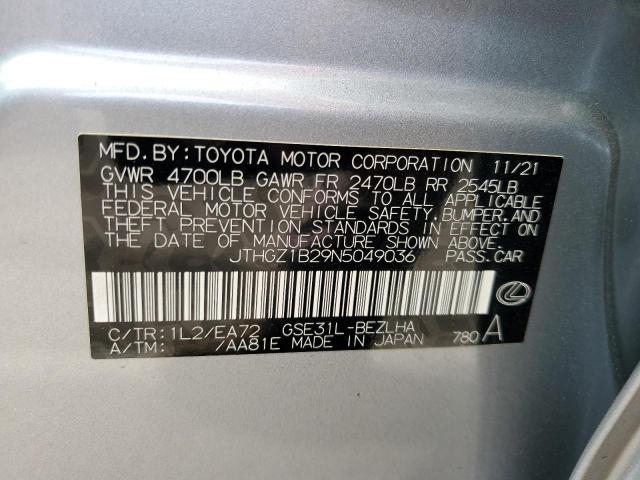 MFD. BY: TOYOTA MOTOR CORPORATION 11/21
GVWR 4700LB GAWR FR 2470LB RR 2545LB
THIS VEHICLE CONFORMS TO ALL APPLICABLE
FEDERAL MOTOR VEHICLE SAFETY, BUMPER, AND
THEFT PREVENTION STANDARDS IN EFFECT ON
THE DATE OF MANUFACTURE SHOWN ABOVE.
JTHGZ1B29N5049036 PASS.CAR
C/TR: 1L2/EA72 GSE31L-BEZLHA
A/TM: /AA81E MADE IN JAPAN 780 A